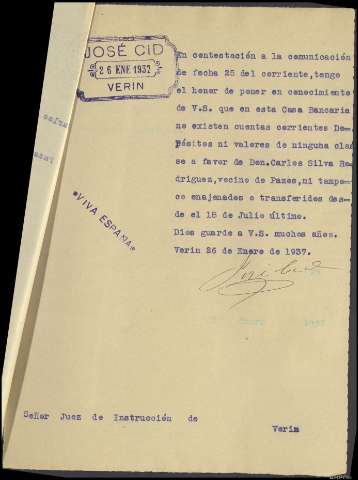 JOSÉ CID
26 ENE 1937
VERIN
En contestación a la comunicación
de fecha 25 del corriente, tengo
el honor de poner en conocimiento
de V.S. que en esta Casa Bancaria
no existen cuentas corrientes De-
pósitos ni valores de ninguna cla
se a favor de Don.Carlos Silva Ro-
driguez, vecino de Pazos, ni tampo-
co enajenados o transferidos des-
de el 18 de Julio último.
Dios guarde a V.S. muchos años.
Verin 26 de Enero de 1937.
José Cid
*VIVA ESPAÑA*
Señor Juez de Instrucción de
Verin